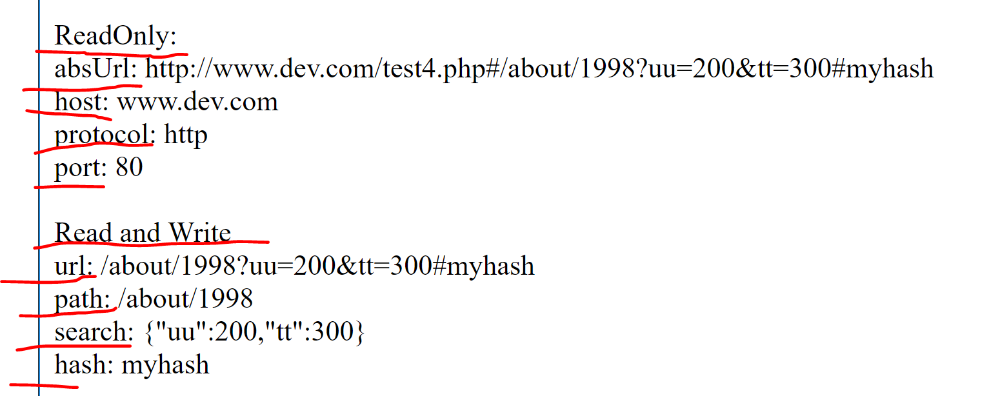 ReadOnly:
absUrl: http://www.dev.com/test4.php#/about/1998?uu=200&tt=300#myhash
host: www.dev.com
protocol: http
port: 80
Read and Write
url: /about/1998?uu=200&tt=300#myhash
path: /about/1998
search: {"uu":200,"tt":300}
hash: myhash